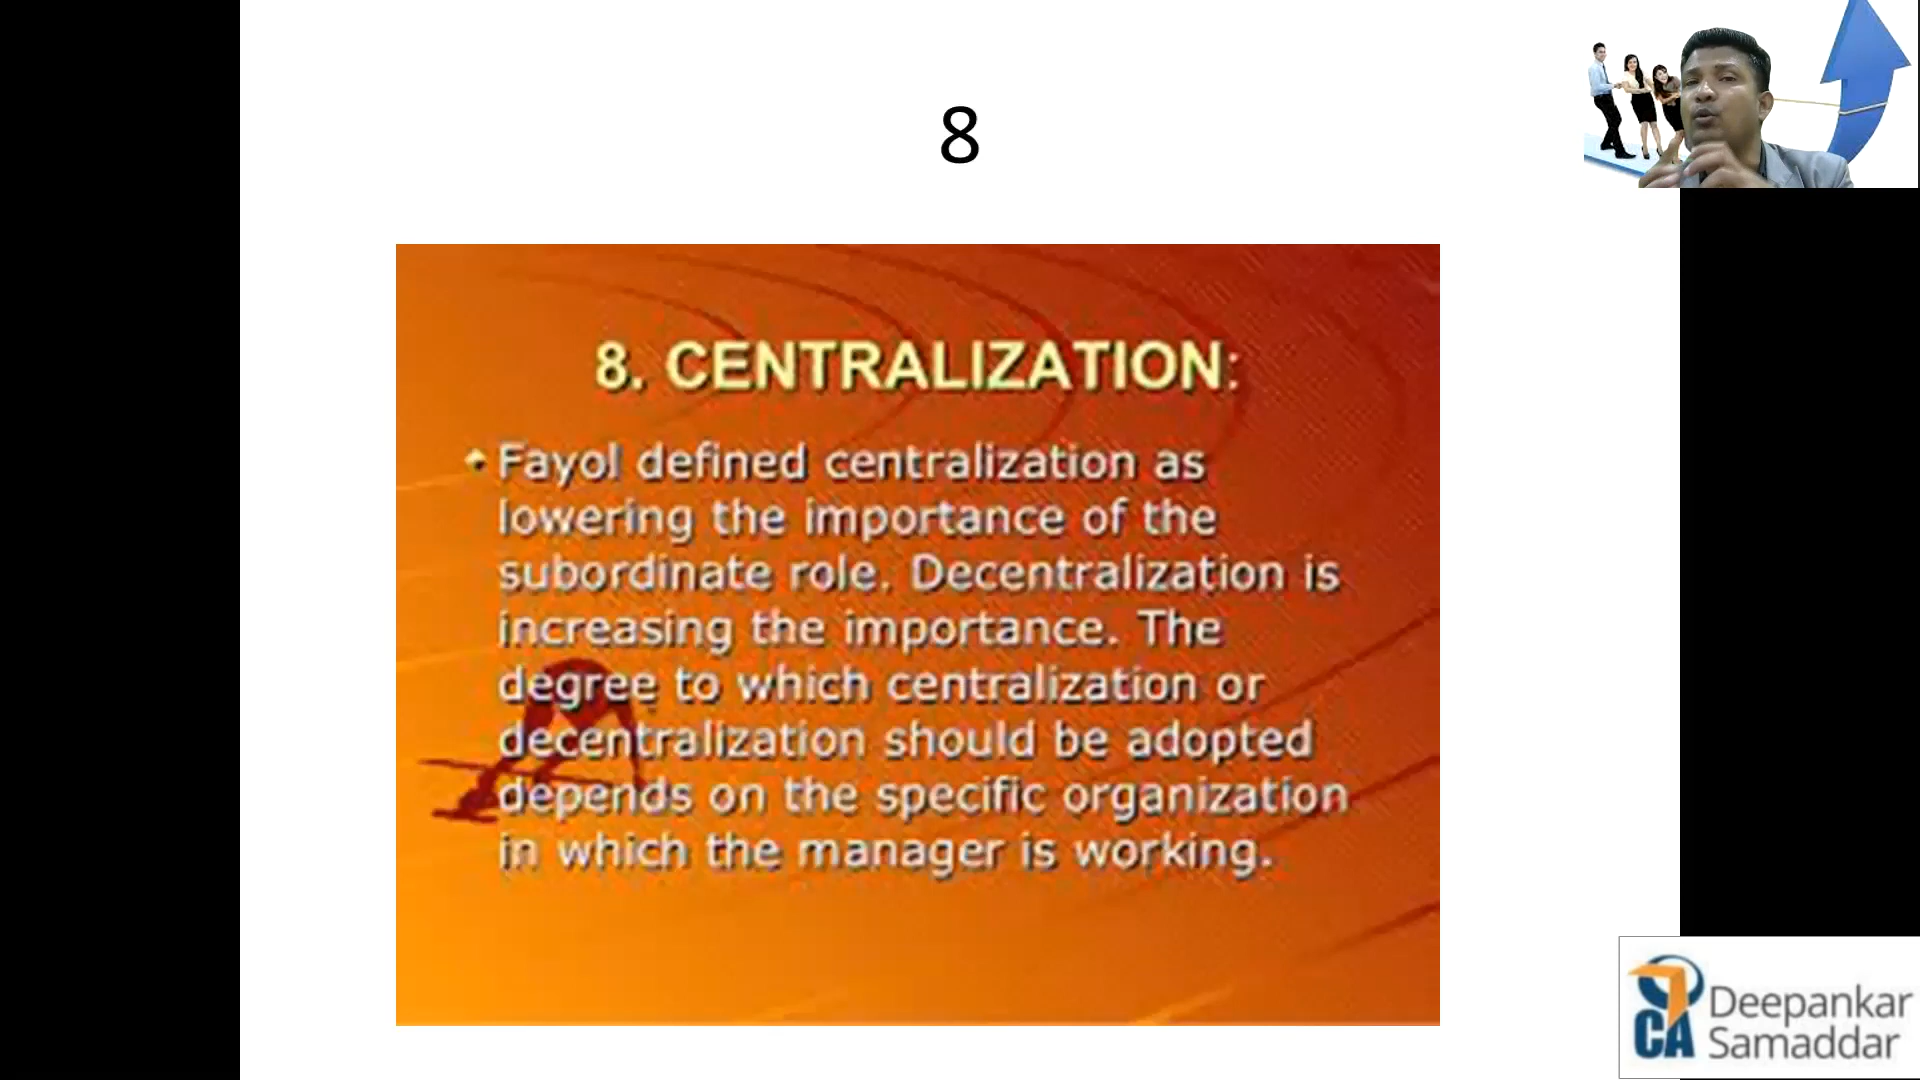 8
8. CENTRALIZATION:
Fayol defined centralization as
lowering the importance of the
subordinate role. Decentralization is
increasing the importance. The
degree to which centralization or
decentralization should be adopted
depends on the specific organization
in which the manager is working.
CA
Deepankar
Samaddar